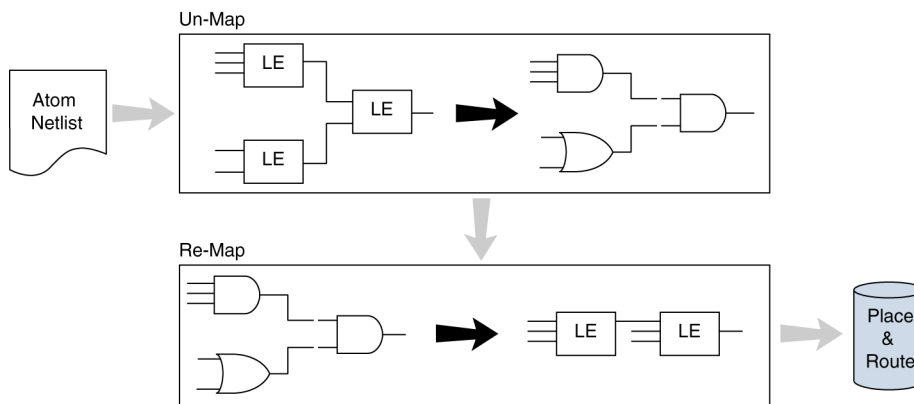 Un-Map
Atom
Netlist
LE
LE
LE
Re-Map
LE
LE
Place
&
Route